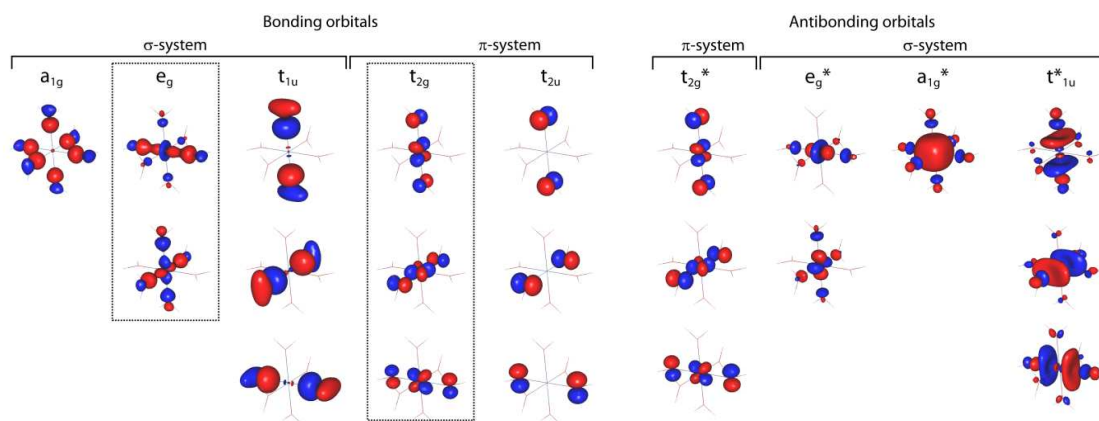 Bonding orbitals
Antibonding orbitals
σ-system
π-system
π-system
σ-system
a1g
eg
t1u
t2g
t2u
t2g*
eg*
a1g*
t*1u